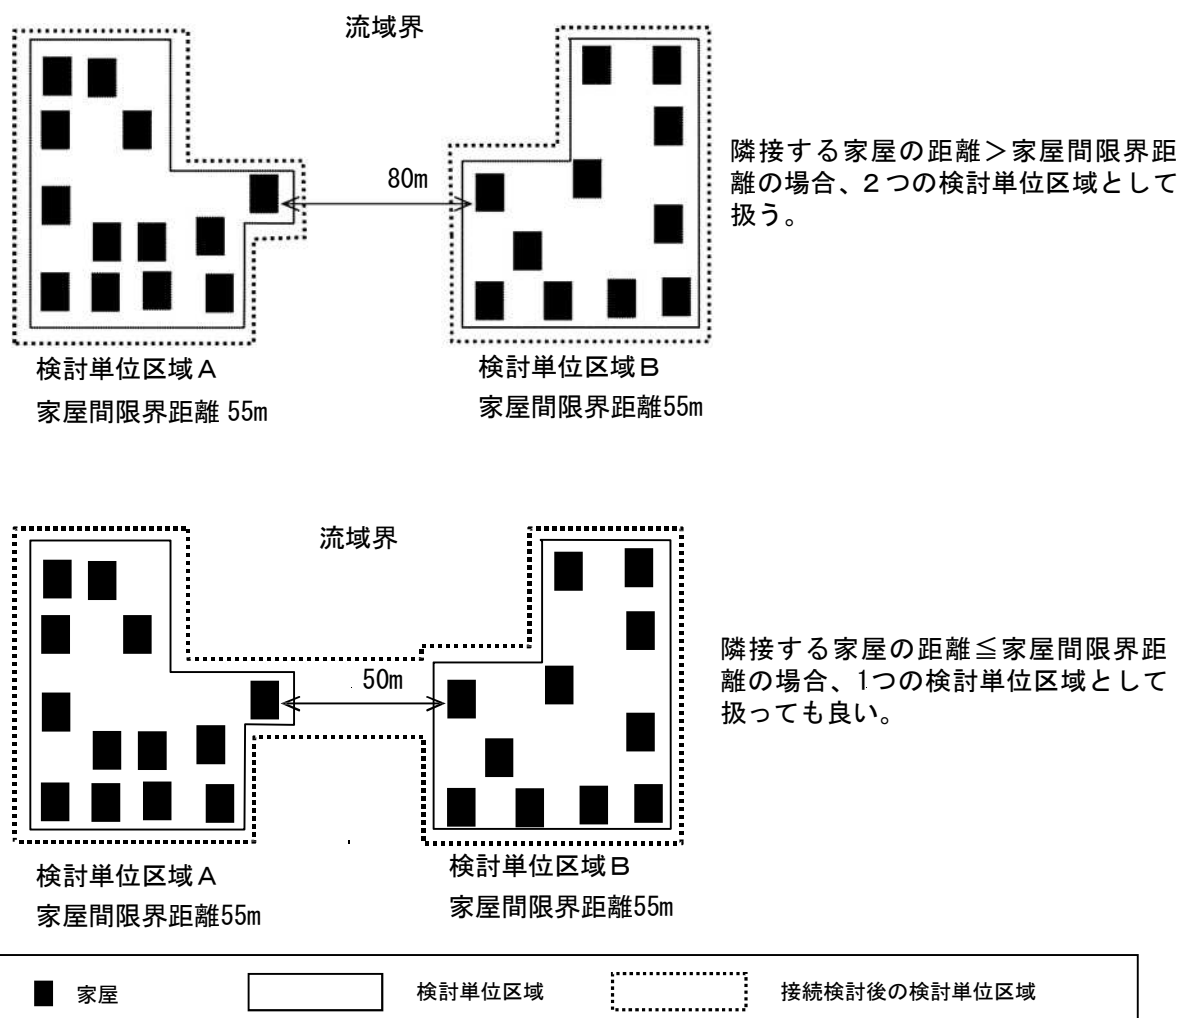 流域界
80m
隣接する家屋の距離＞家屋間限界距
離の場合、２つの検討単位区域として
扱う。
検討単位区域Ａ
家屋間限界距離 55m
検討単位区域Ｂ
家屋間限界距離55m
流域界
50m
隣接する家屋の距離≦家屋間限界距
離の場合、1つの検討単位区域として
扱っても良い。
検討単位区域Ａ
家屋間限界距離55m
検討単位区域Ｂ
家屋間限界距離55m
家屋
検討単位区域
接続検討後の検討単位区域